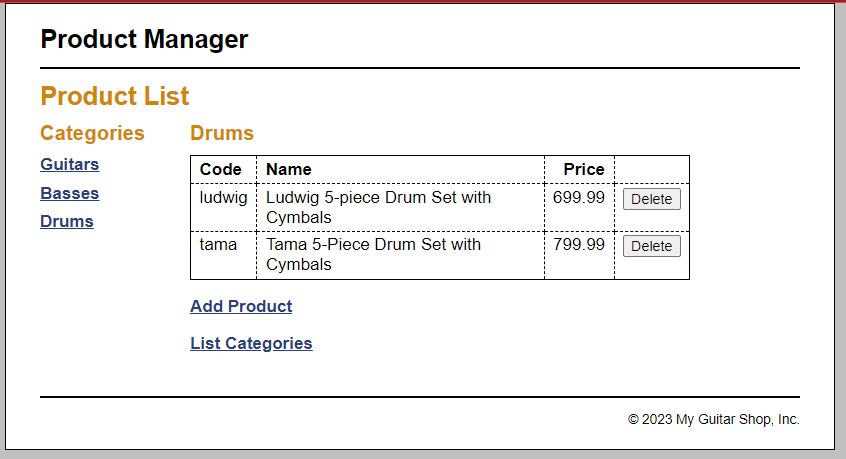 Product Manager
Product List
Categories
Guitars
Basses
Drums
Drums
Code Name Price
ludwig Ludwig 5-piece Drum Set with 699.99 Delete
Cymbals
tama Tama 5-Piece Drum Set with 799.99 Delete
Cymbals
Add Product
List Categories
© 2023 My Guitar Shop, Inc.